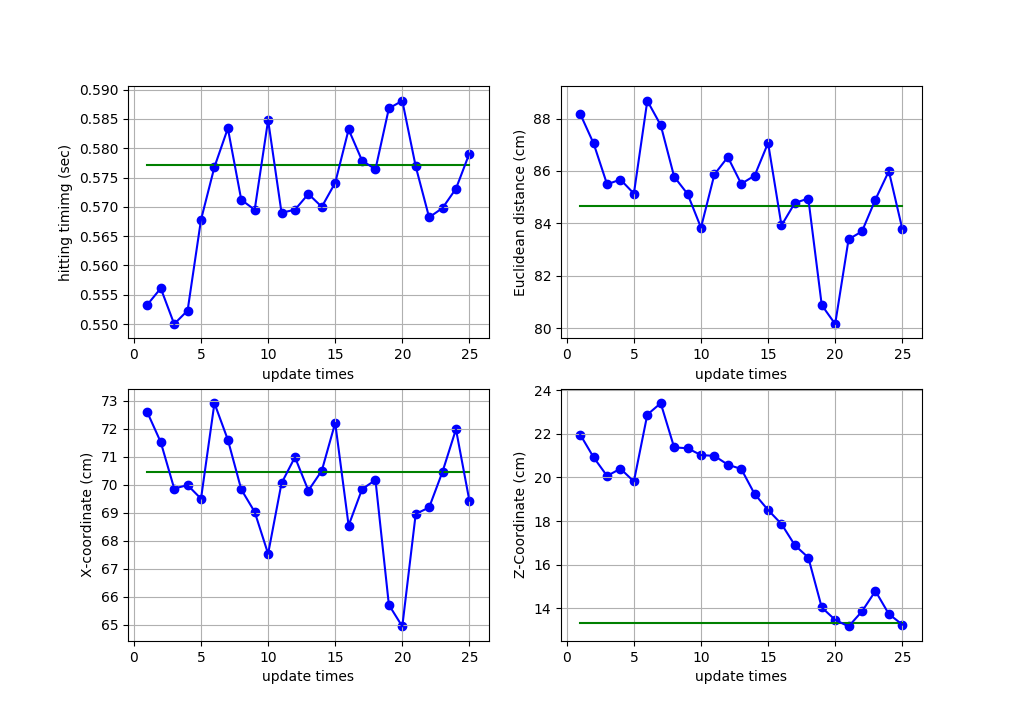 0.590
0.585
0.580
0.575
0.570
0.565
0.560
0.555
0.550
hitting timimg (sec)
0 5 10 15 20 25
update times
88
86
84
82
80
Euclidean distance (cm)
0 5 10 15 20 25
update times
73
72
71
70
69
68
67
66
65
X-coordinate (cm)
0 5 10 15 20 25
update times
24
22
20
18
16
14
Z-Coordinate (cm)
0 5 10 15 20 25
update times